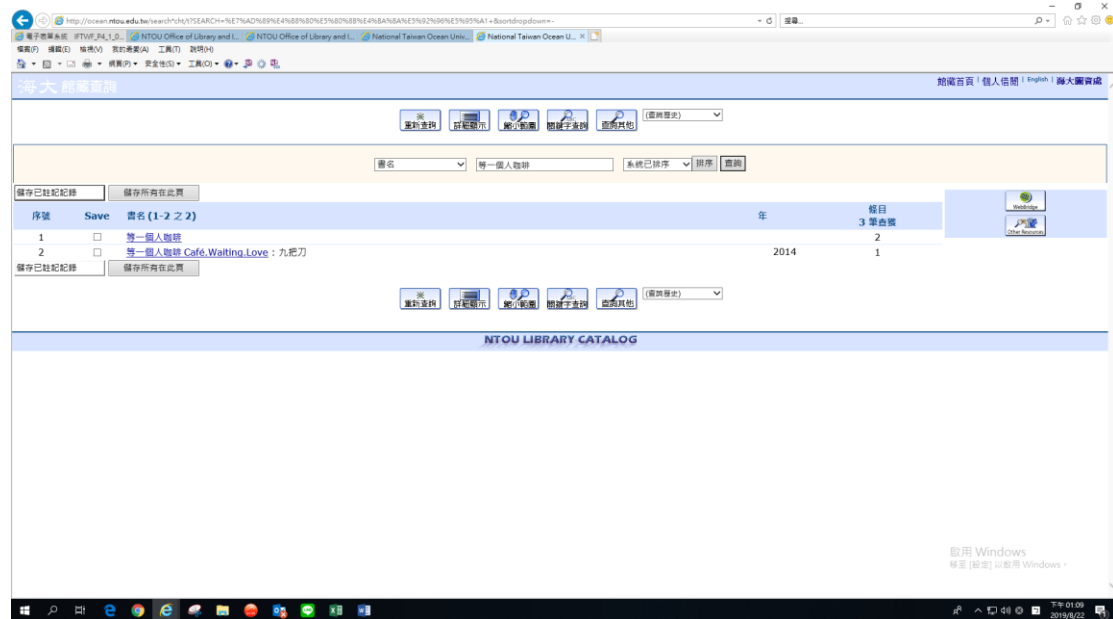 http://ocean.ntou.edu.tw/search*cht/t?SEARCH=%E7%AD%89%E4%B8%80%E5%80%8B%E4%BA%BA%E5%92%96%E5%95%A1+&sortdropdown=-
搜尋...
電子表單系統 IFTWF_P4_1_0... NTOU Office of Library and I... NTOU Office of Library and I... National Taiwan Ocean Univ... National Taiwan Ocean U...
檔案(F) 編輯(E) 檢視(V) 我的最愛(A) 工具(T) 說明(H)
網頁(P) 安全性(S) 工具(O)
海大 館藏查詢
館藏首頁 | 個人借閱 | English | 海大圖資處
重新查詢 詳細顯示 縮小範圍 關鍵字查詢 查詢其他 (查詢歷史)
書名 等一個人咖啡 系統已排序 排序 查詢
儲存已註記記錄 儲存所有在此頁
WebBridge
Other Resources
序號 Save 書名 (1-2 之 2) 年 條目
3 筆查獲
1 等一個人咖啡 2
2 等一個人咖啡 Café.Waiting.Love : 九把刀 2014 1
儲存已註記記錄 儲存所有在此頁
重新查詢 詳細顯示 縮小範圍 關鍵字查詢 查詢其他 (查詢歷史)
NTOU LIBRARY CATALOG
啟用 Windows
移至 [設定] 以啟用 Windows。
下午 01:09
2019/8/22